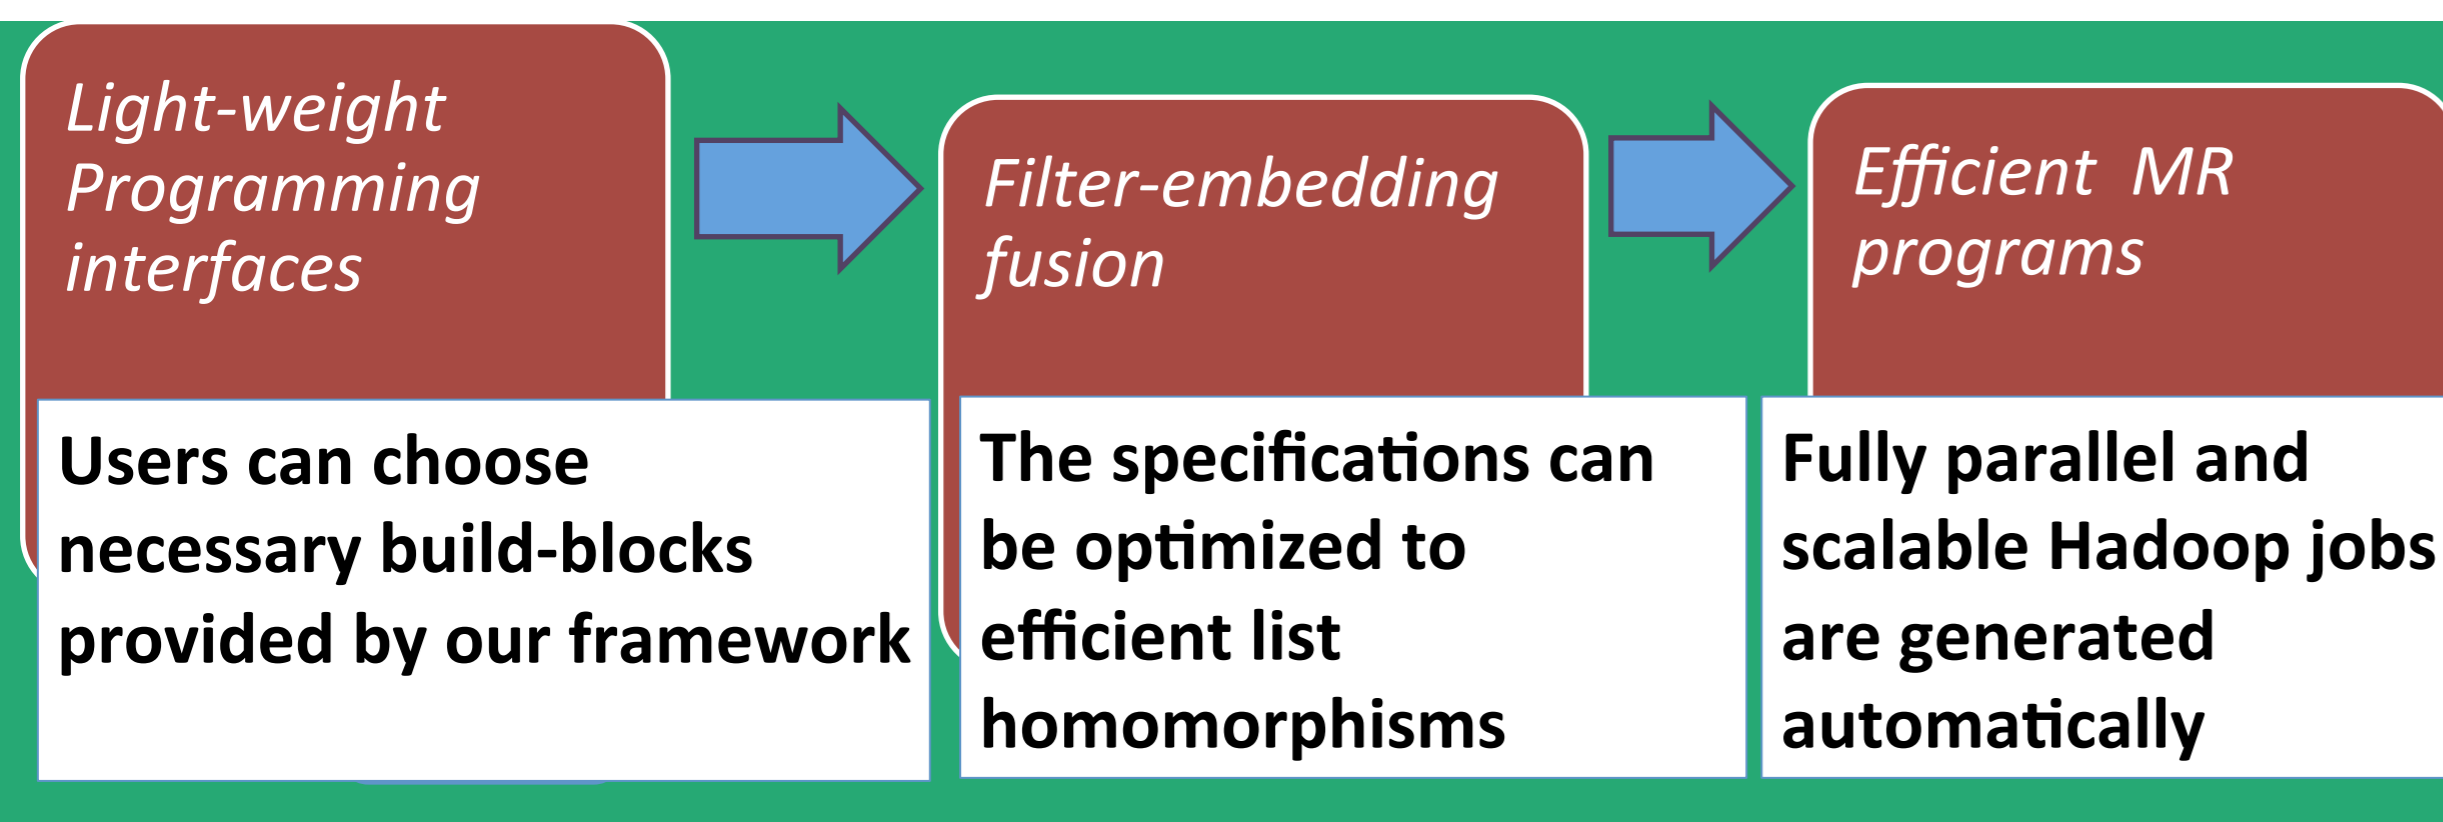 Light-weight
Programming
interfaces
Users can choose
necessary build-blocks
provided by our framework
Filter-embedding
fusion
The specifications can
be optimized to
efficient list
homomorphisms
Efficient MR
programs
Fully parallel and
scalable Hadoop jobs
are generated
automatically